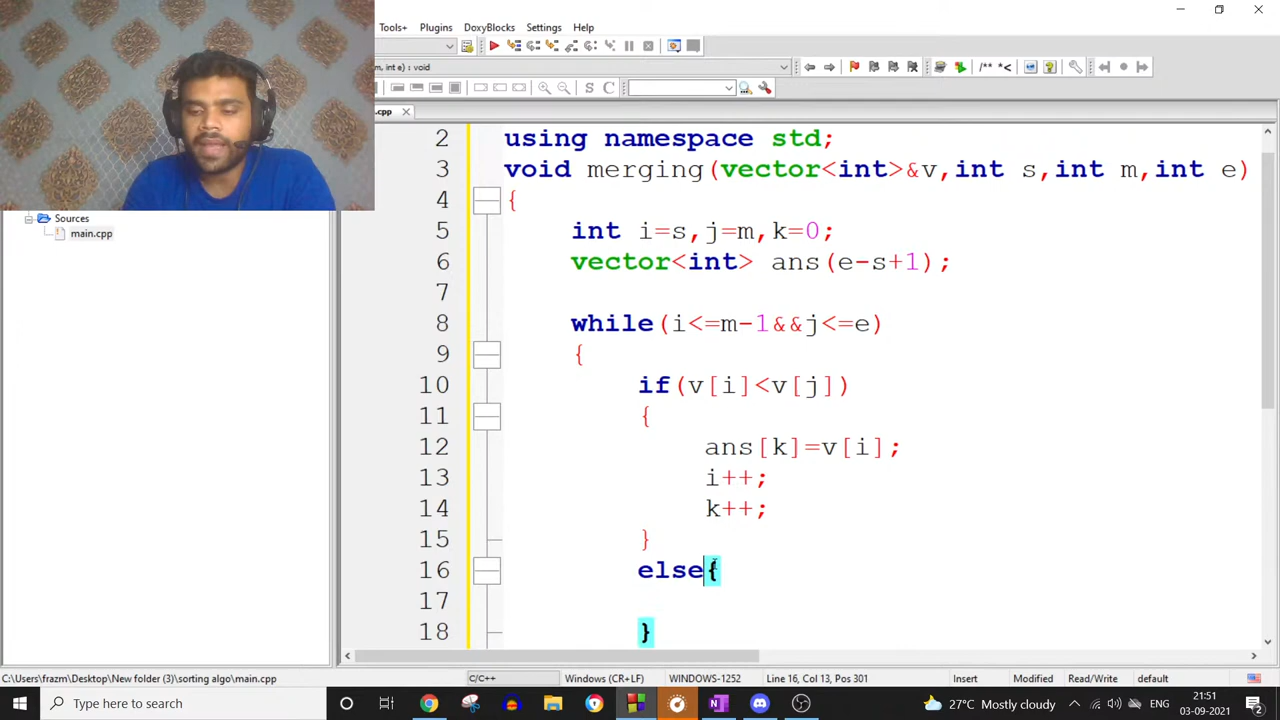 Tools+ Plugins DoxyBlocks Settings Help
m, int e) : void
.cpp
Sources
main.cpp
2 using namespace std;
3 void merging(vector<int>&v,int s,int m,int e)
4 {
5 int i=s,j=m,k=0;
6 vector<int> ans(e-s+1);
7
8 while(i<=m-1&&j<=e)
9 {
10 if(v[i]<v[j])
11 {
12 ans[k]=v[i];
13 i++;
14 k++;
15 }
16 else{
17
18 }
C:\Users\frazm\Desktop\New folder (3)\sorting algo\main.cpp C/C++ Windows (CR+LF) WINDOWS-1252 Line 16, Col 13, Pos 301 Insert Modified Read/Write default
Type here to search 27°C Mostly cloudy ENG 21:51
03-09-2021
2